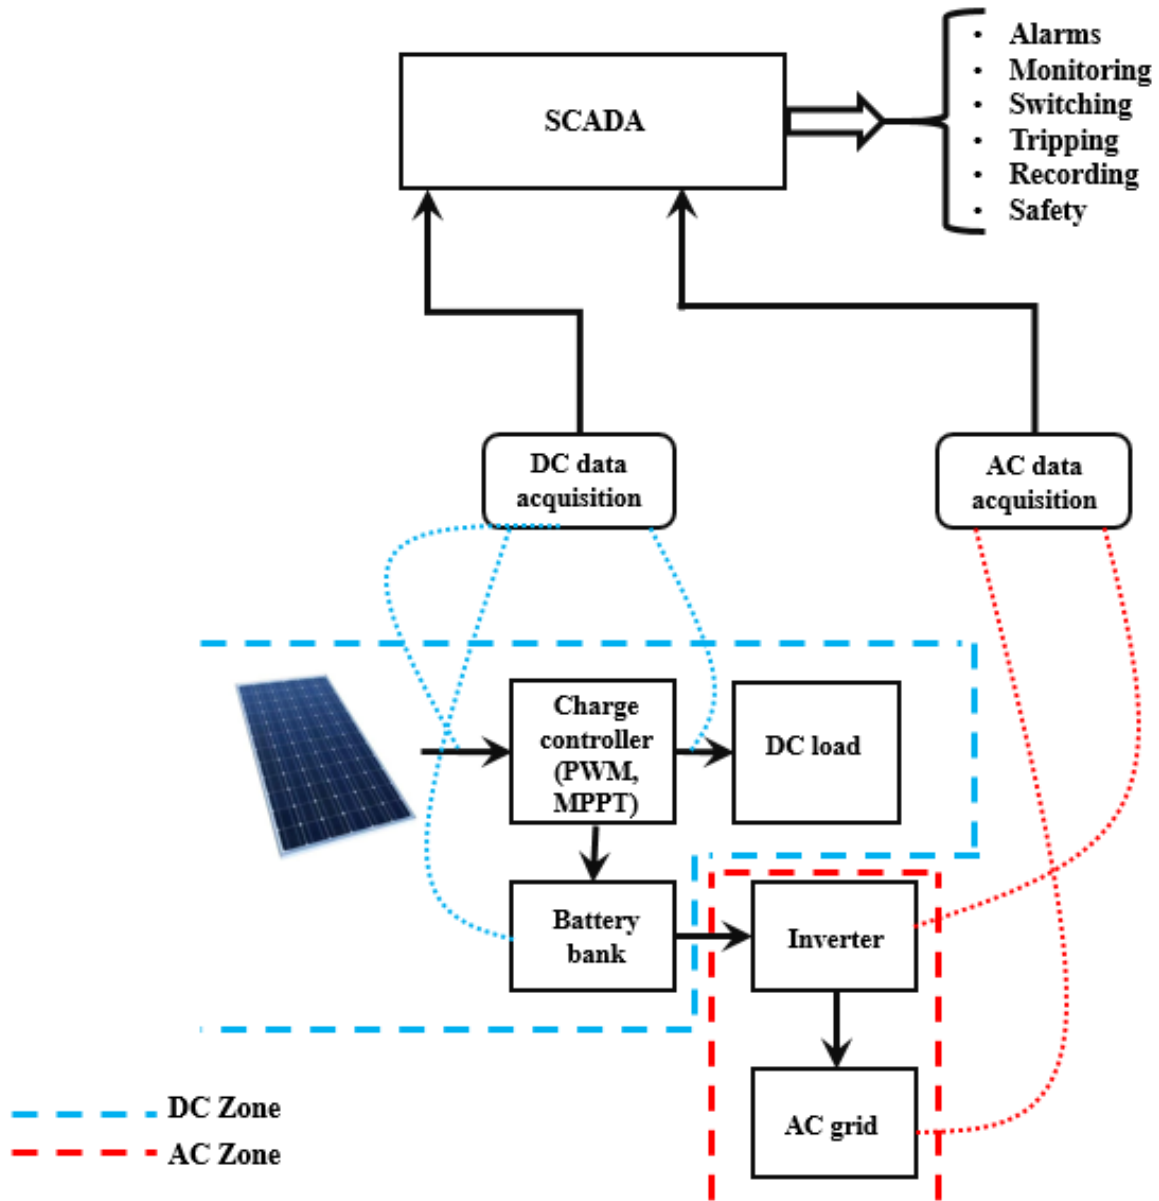 SCADA
• Alarms
• Monitoring
• Switching
• Tripping
• Recording
• Safety
DC data
acquisition
AC data
acquisition
Charge
controller
(PWM,
MPPT)
DC load
Battery
bank
Inverter
AC grid
DC Zone
AC Zone